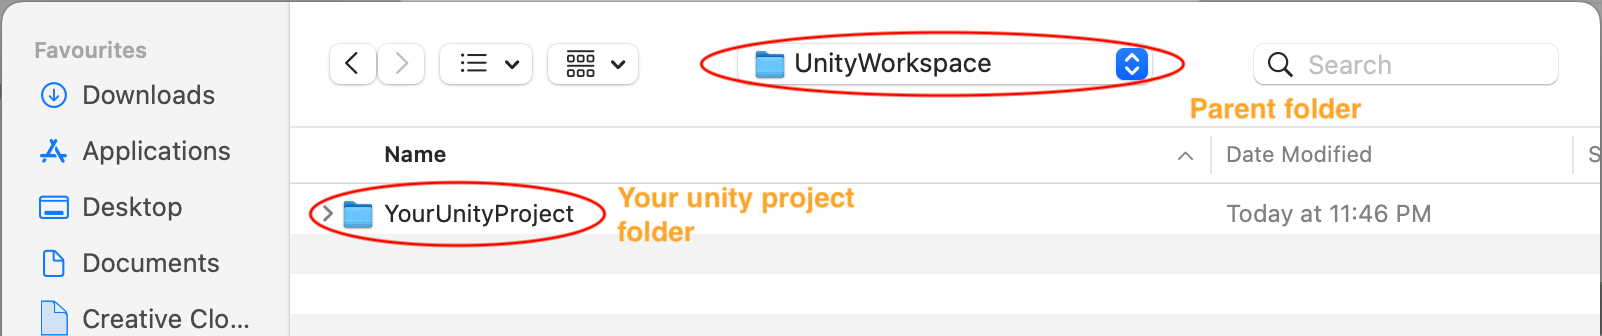 Favourites
Downloads
Applications
Desktop
Documents
Creative Clo...
UnityWorkspace
Search
Parent folder
Name
Date Modified
S
YourUnityProject
Your unity project
folder
Today at 11:46 PM